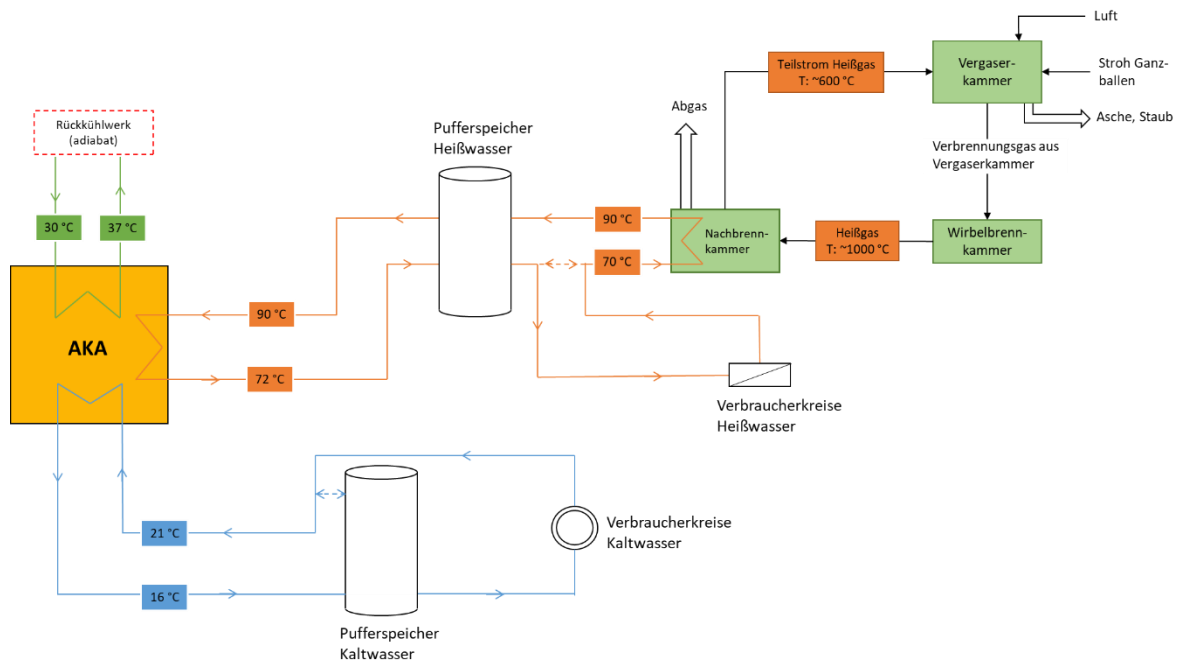 Luft
Teilstrom Heißgas
T: ~600 °C
Vergaser-
kammer
Stroh Ganz-
ballen
Abgas
Asche, Staub
Rückkühlwerk
(adiabat)
Pufferspeicher
Heißwasser
Verbrennungsgas aus
Vergaserkammer
30 °C
37 °C
90 °C
Nachbrenn-
kammer
Heißgas
T: ~1000 °C
Wirbelbrenn-
kammer
70 °C
90 °C
AKA
72 °C
Verbraucherkreise
Heißwasser
21 °C
Verbraucherkreise
Kaltwasser
16 °C
Pufferspeicher
Kaltwasser